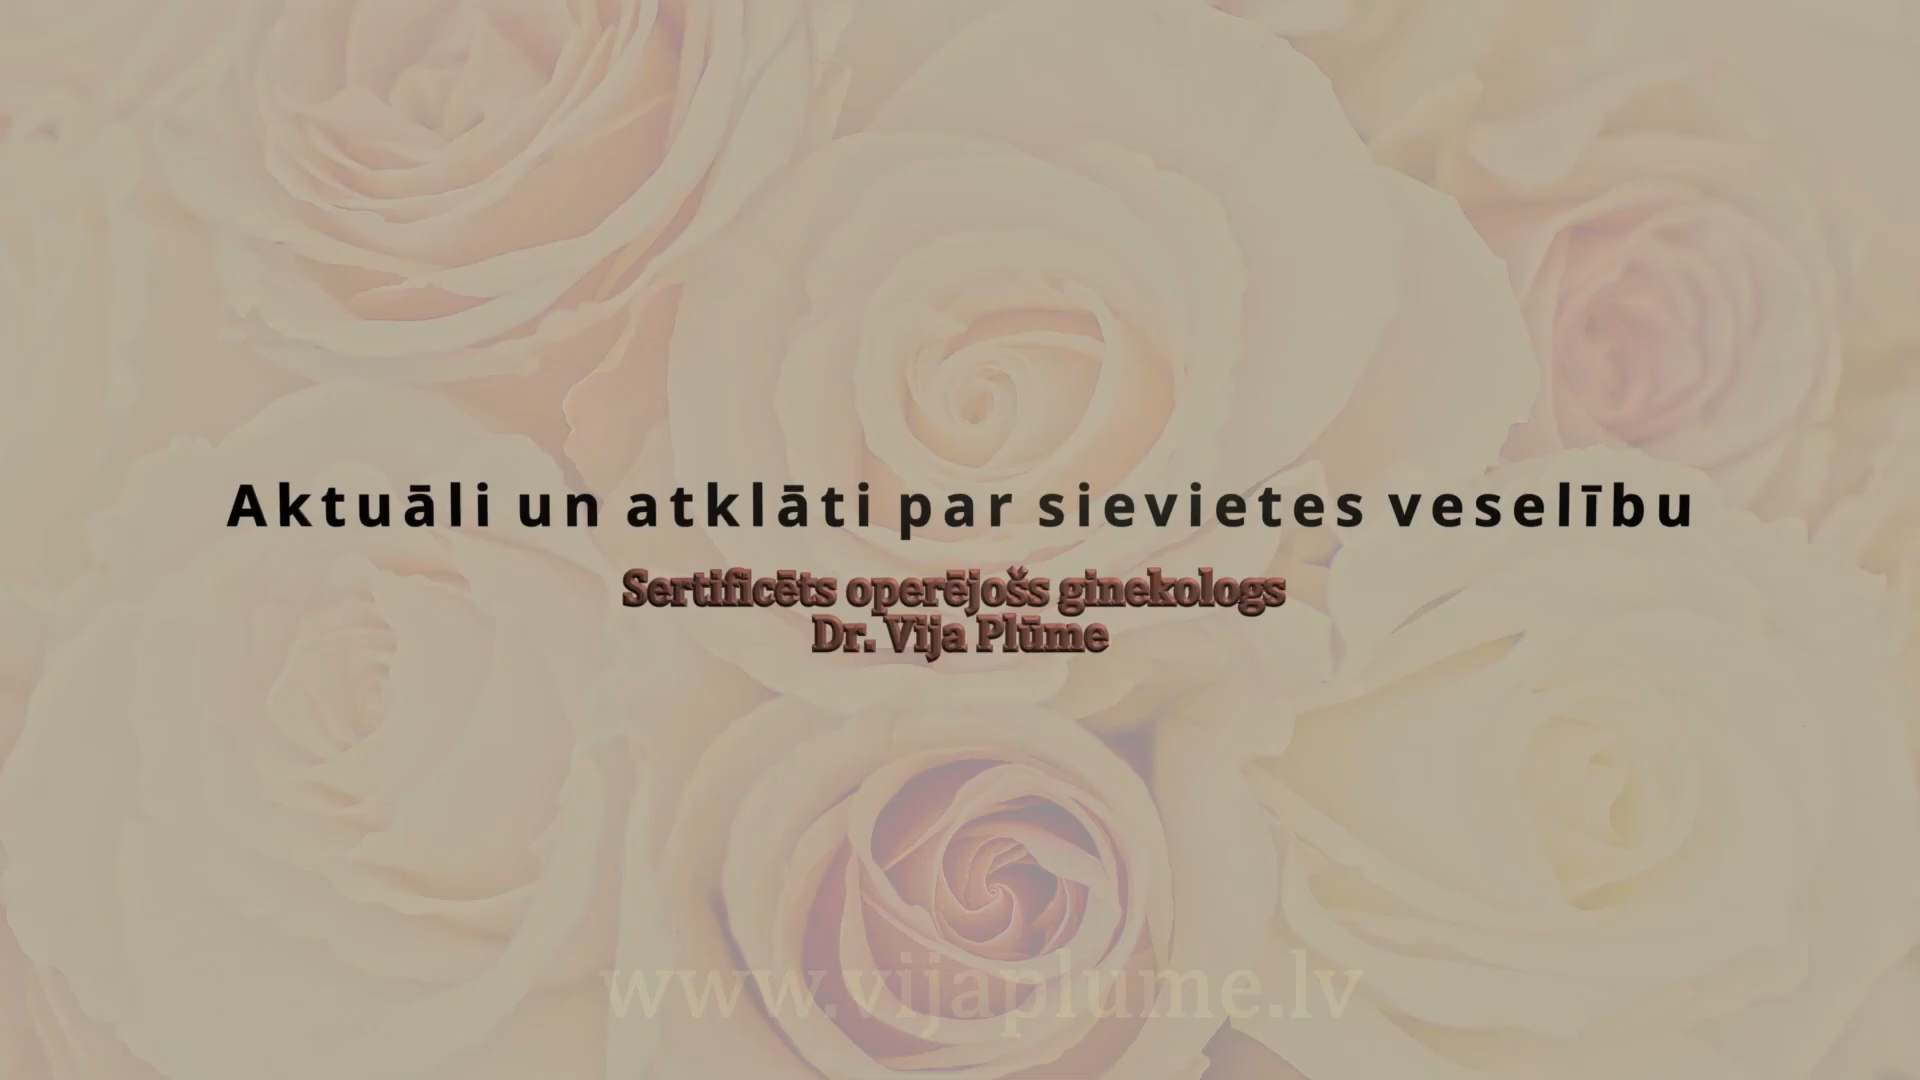 Aktuāli un atklāti par sievietes veselību
Sertificēts operējošs ginekologs
Dr. Vija Plūme
www.vijaplume.lv